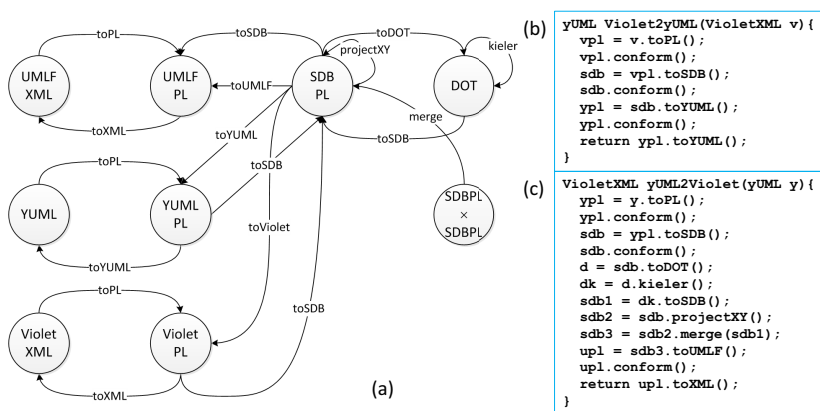 toPL
toSDB
toDOT
projectXY
kieler
UMLF
XML
UMLF
PL
SDB
PL
DOT
toUMLF
toXML
toYUML
merge
toSDB
toPL
toSDB
YUML
YUML
PL
SDBPL
×
SDBPL
toViolet
toYUML
toPL
toSDB
Violet
XML
Violet
PL
toXML
(a)
(b)
yUML Violet2yUML(VioletXML v){
vpl = v.toPL();
vpl.conform();
sdb = vpl.toSDB();
sdb.conform();
ypl = sdb.toYUML();
ypl.conform();
return ypl.toYUML();
}
(c)
VioletXML yUML2Violet(yUML y){
ypl = y.toPL();
ypl.conform();
sdb = ypl.toSDB();
sdb.conform();
d = sdb.toDOT();
dk = d.kieler();
sdb1 = dk.toSDB();
sdb2 = sdb.projectXY();
sdb3 = sdb2.merge(sdb1);
upl = sdb3.toUMLF();
upl.conform();
return upl.toXML();
}